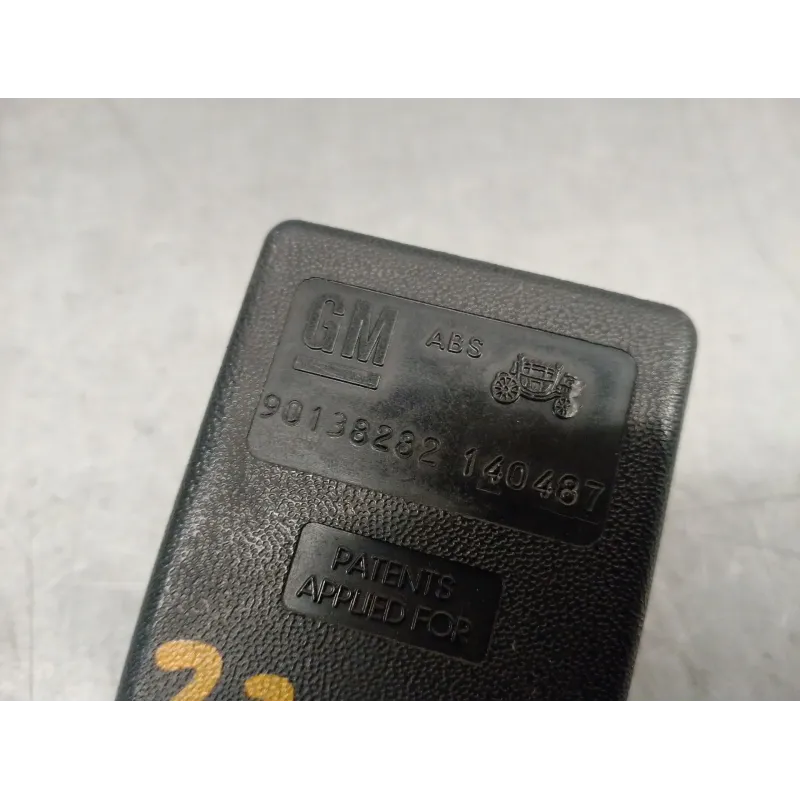 GM
ABS
90138282 140487
PATENTS
APPLIED FOR